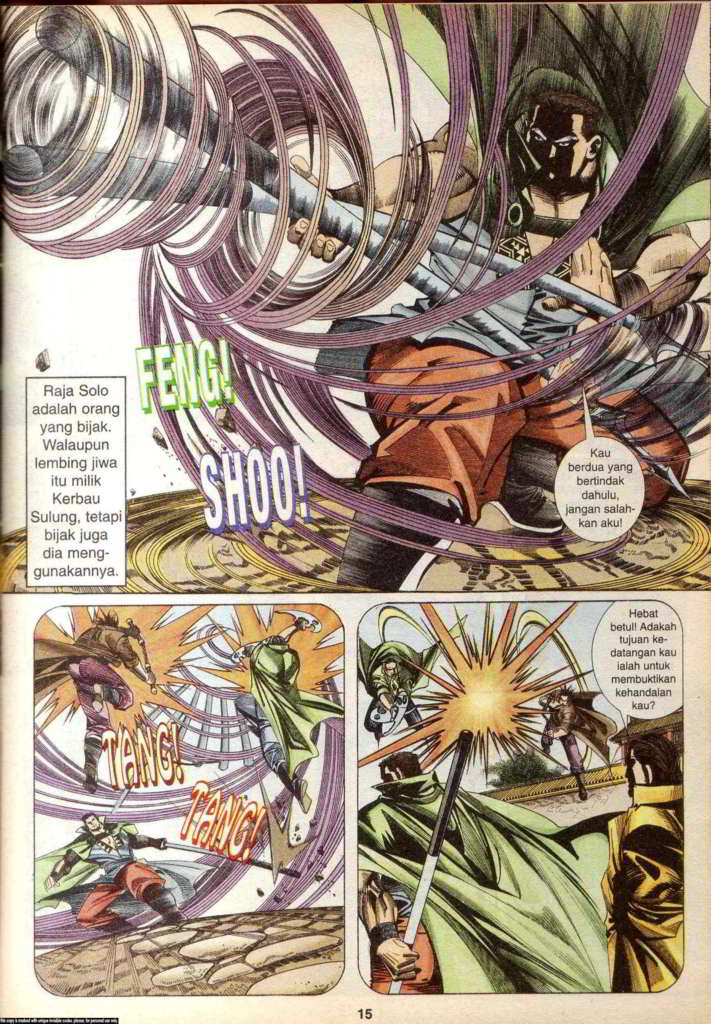 FENG!
SHOO!
Raja Solo
adalah orang
yang bijak.
Walaupun
lembing jiwa
itu milik
Kerbau
Sulung, tetapi
bijak juga
dia meng-
gunakannya.
Kau
berdua yang
bertindak
dahulu,
jangan salah-
kan aku!
TANG!
TANG!
Hebat
betul! Adakah
tujuan ke-
datangan kau
ialah untuk
membuktikan
kehandalan
kau?
15